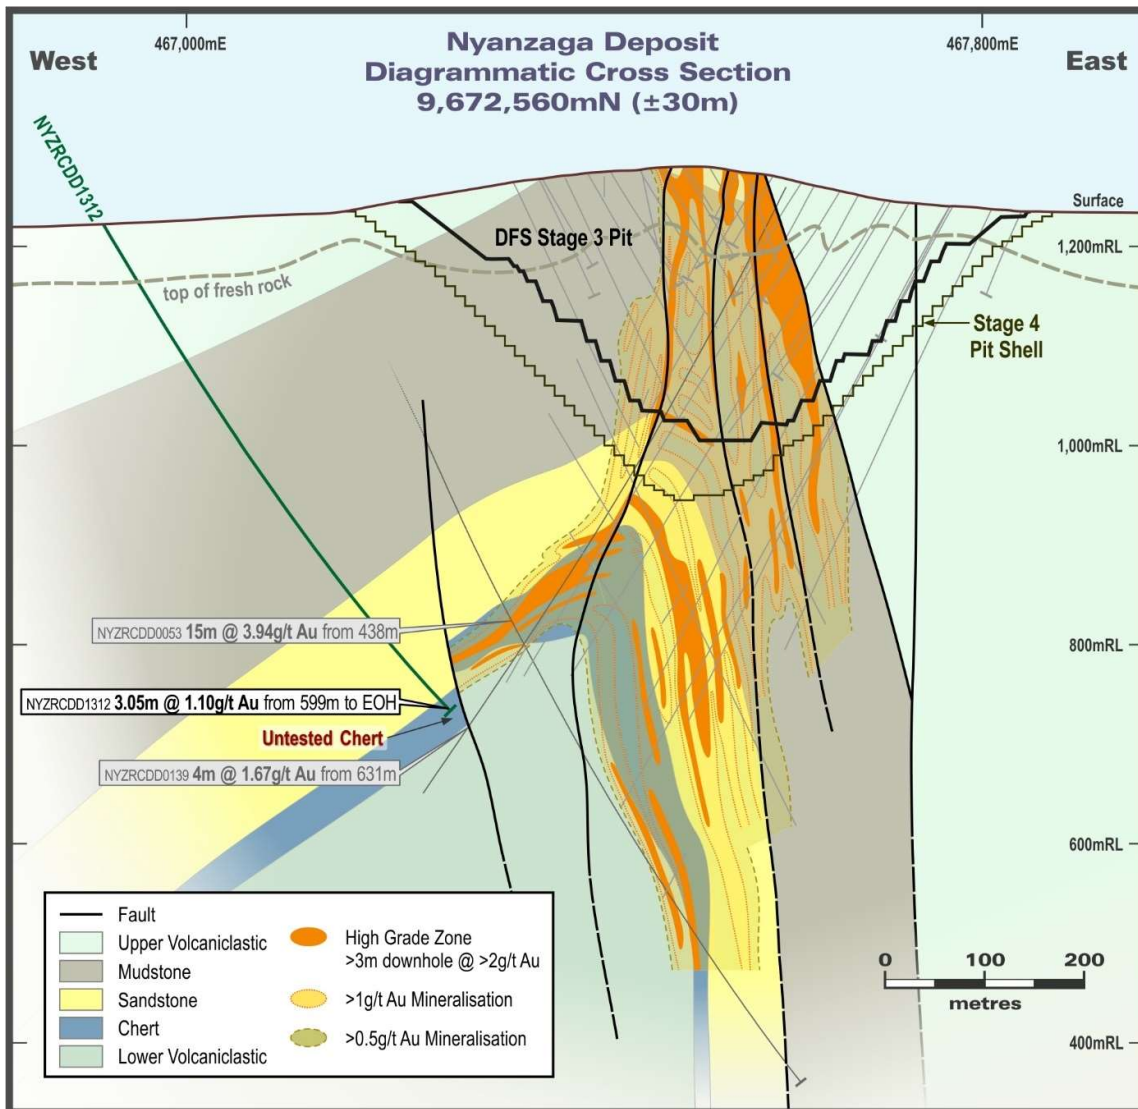 467,000mE
467,800mE
West
Nyanzaga Deposit
East
Diagrammatic Cross Section
9,672,560mN (±30m)
NYZRCDD1312
Surface
DFS Stage 3 Pit
1,200mRL
top of fresh rock
Stage 4
Pit Shell
1,000mRL
NYZRCDD0053 15m @ 3.94g/t Au from 438m
800mRL
NYZRCDD1312 3.05m @ 1.10g/t Au from 599m to EOH
Untested Chert
NYZRCDD0139 4m @ 1.67g/t Au from 631m
600mRL
Fault
Upper Volcaniclastic
Mudstone
Sandstone
Chert
Lower Volcaniclastic
High Grade Zone
>3m downhole @ >2g/t Au
>1g/t Au Mineralisation
>0.5g/t Au Mineralisation
0 100 200
metres
400mRL